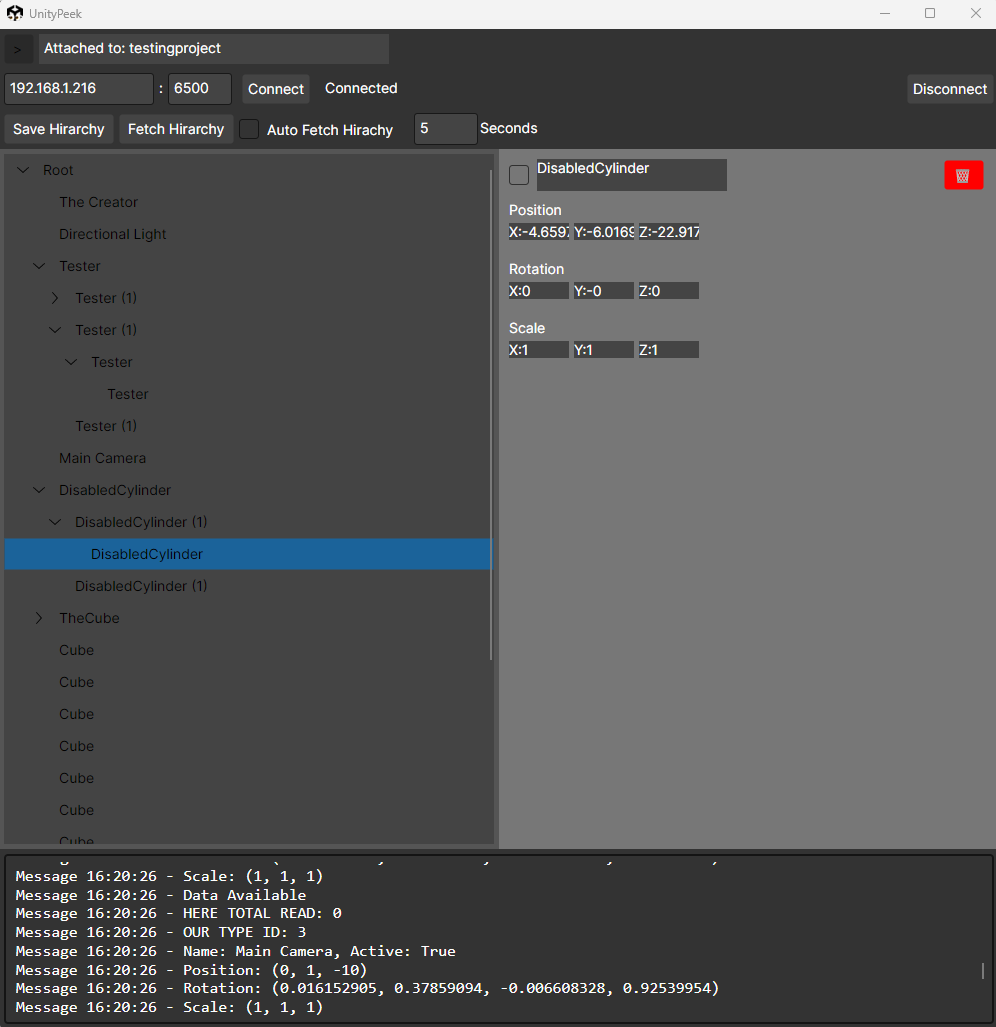 UnityPeek
> Attached to: testingproject
192.168.1.216 : 6500 Connect Connected Disconnect
Save Hirarchy Fetch Hirarchy Auto Fetch Hirachy 5 Seconds
Root
The Creator
Directional Light
Tester
Tester (1)
Tester (1)
Tester
Tester
Tester (1)
Main Camera
DisabledCylinder
DisabledCylinder (1)
DisabledCylinder
DisabledCylinder (1)
TheCube
Cube
Cube
Cube
Cube
Cube
Cube
Cube
DisabledCylinder
Position
X:-4.6597 Y:-6.0169 Z:-22.917
Rotation
X:0 Y:-0 Z:0
Scale
X:1 Y:1 Z:1
Message 16:20:26 - Scale: (1, 1, 1)
Message 16:20:26 - Data Available
Message 16:20:26 - HERE TOTAL READ: 0
Message 16:20:26 - OUR TYPE ID: 3
Message 16:20:26 - Name: Main Camera, Active: True
Message 16:20:26 - Position: (0, 1, -10)
Message 16:20:26 - Rotation: (0.016152905, 0.37859094, -0.006608328, 0.92539954)
Message 16:20:26 - Scale: (1, 1, 1)